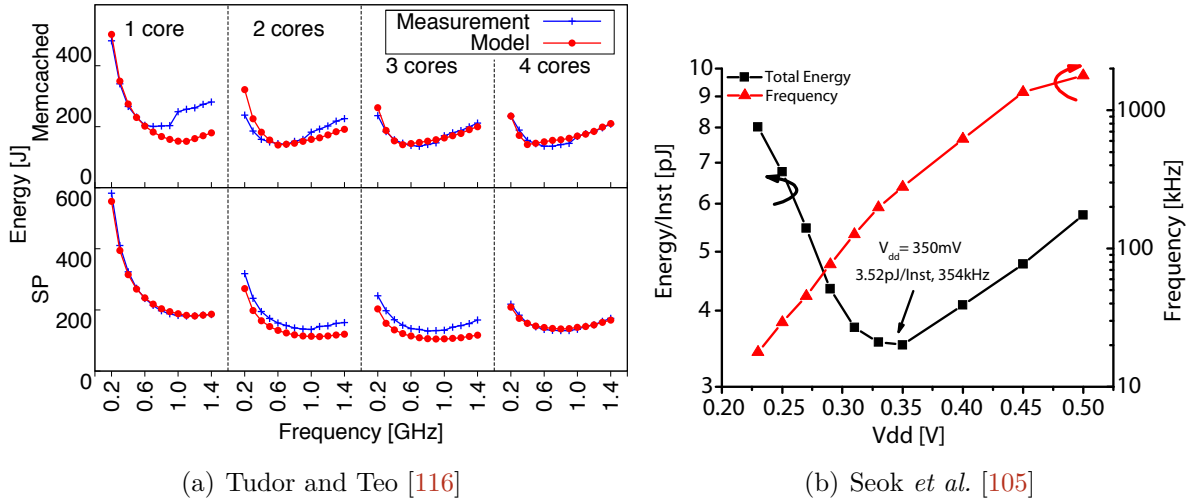 1 core
2 cores
3 cores
4 cores
Measurement
Model
Memcached
400
200
0
Energy [J]
SP
600
400
200
0
0.2 0.6 1.0 1.4 0.2 0.6 1.0 1.4 0.2 0.6 1.0 1.4 0.2 0.6 1.0 1.4
Frequency [GHz]
(a) Tudor and Teo [116]
Total Energy
Frequency
Energy/Inst [pJ]
10
9
8
7
6
5
4
3
V_dd = 350mV
3.52pJ/Inst, 354kHz
1000
100
10
Frequency [kHz]
0.20 0.25 0.30 0.35 0.40 0.45 0.50
Vdd [V]
(b) Seok et al. [105]